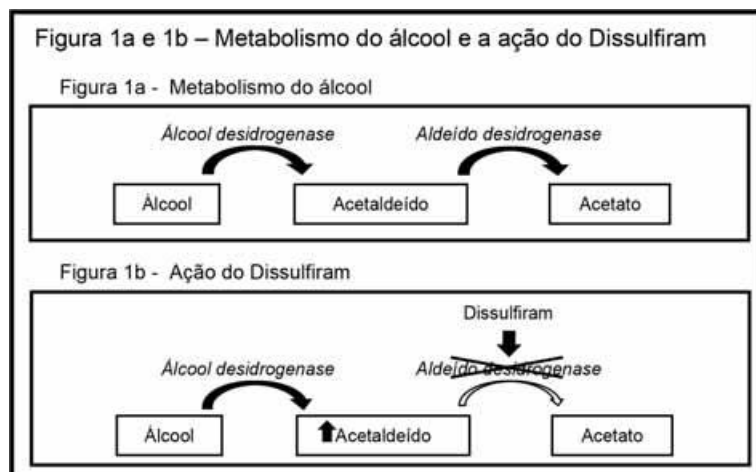 Figura 1a e 1b – Metabolismo do álcool e a ação do Dissulfiram
Figura 1a - Metabolismo do álcool
Álcool desidrogenase Aldeído desidrogenase
Álcool Acetaldeído Acetato
Figura 1b - Ação do Dissulfiram
Dissulfiram
Álcool desidrogenase Aldeído desidrogenase
Álcool Acetaldeído Acetato